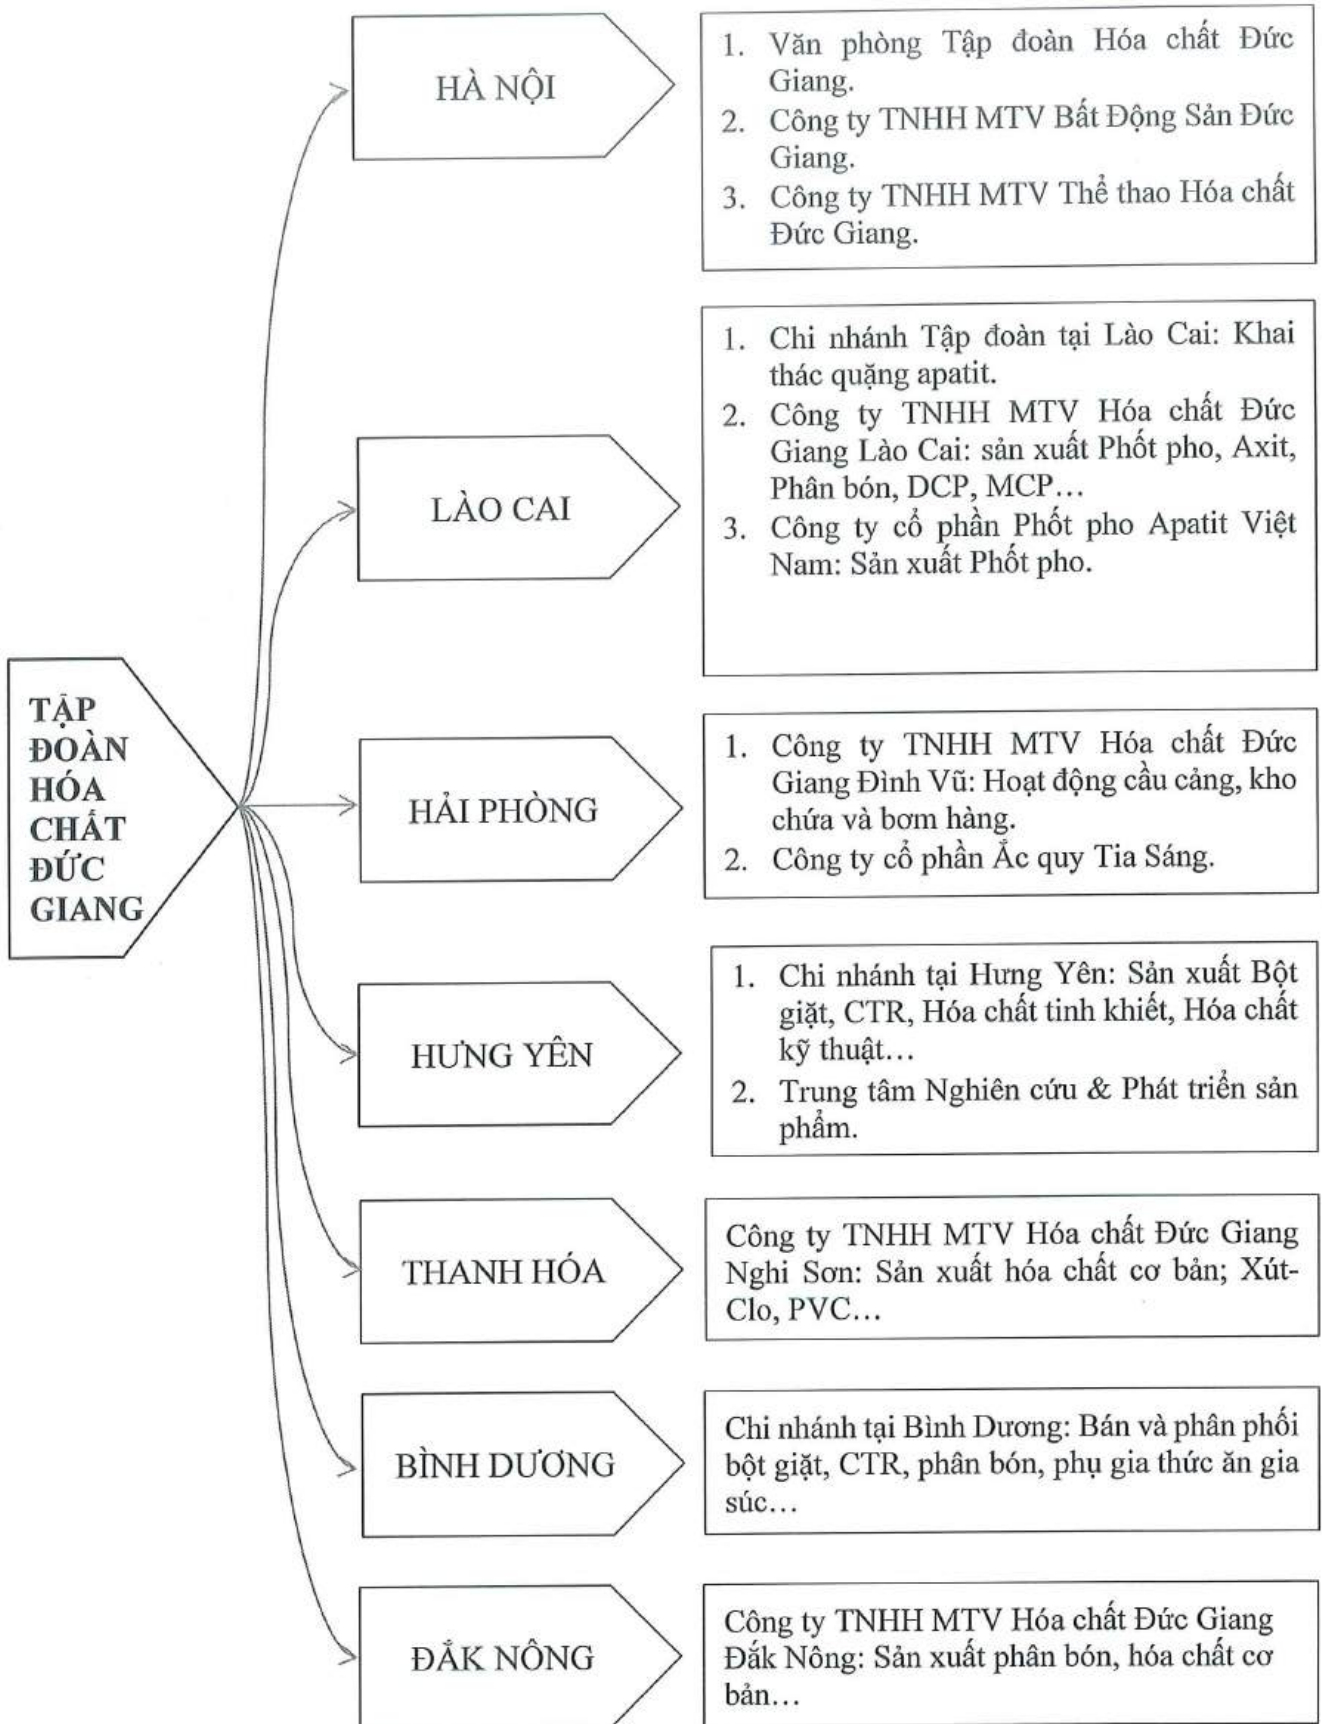 TẬP
ĐOÀN
HÓA
CHẤT
ĐỨC
GIANG
HÀ NỘI
1. Văn phòng Tập đoàn Hóa chất Đức
Giang.
2. Công ty TNHH MTV Bất Động Sản Đức
Giang.
3. Công ty TNHH MTV Thể thao Hóa chất
Đức Giang.
LÀO CAI
1. Chi nhánh Tập đoàn tại Lào Cai: Khai
thác quặng apatit.
2. Công ty TNHH MTV Hóa chất Đức
Giang Lào Cai: sản xuất Phốt pho, Axit,
Phân bón, DCP, MCP…
3. Công ty cổ phần Phốt pho Apatit Việt
Nam: Sản xuất Phốt pho.
HẢI PHÒNG
1. Công ty TNHH MTV Hóa chất Đức
Giang Đình Vũ: Hoạt động cầu cảng, kho
chứa và bơm hàng.
2. Công ty cổ phần Ắc quy Tia Sáng.
HƯNG YÊN
1. Chi nhánh tại Hưng Yên: Sản xuất Bột
giặt, CTR, Hóa chất tinh khiết, Hóa chất
kỹ thuật…
2. Trung tâm Nghiên cứu & Phát triển sản
phẩm.
THANH HÓA
Công ty TNHH MTV Hóa chất Đức Giang
Nghi Sơn: Sản xuất hóa chất cơ bản; Xút-
Clo, PVC…
BÌNH DƯƠNG
Chi nhánh tại Bình Dương: Bán và phân phối
bột giặt, CTR, phân bón, phụ gia thức ăn gia
súc…
ĐẮK NÔNG
Công ty TNHH MTV Hóa chất Đức Giang
Đắk Nông: Sản xuất phân bón, hóa chất cơ
bản…